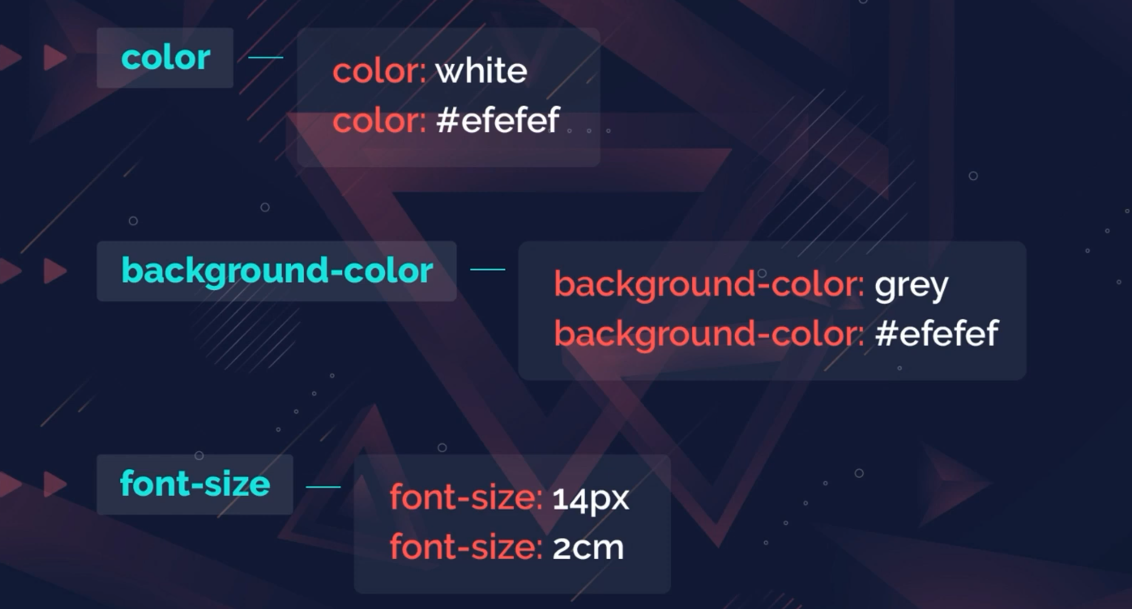 color
color: white
color: #efefef
background-color
background-color: grey
background-color: #efefef
font-size
font-size: 14px
font-size: 2cm